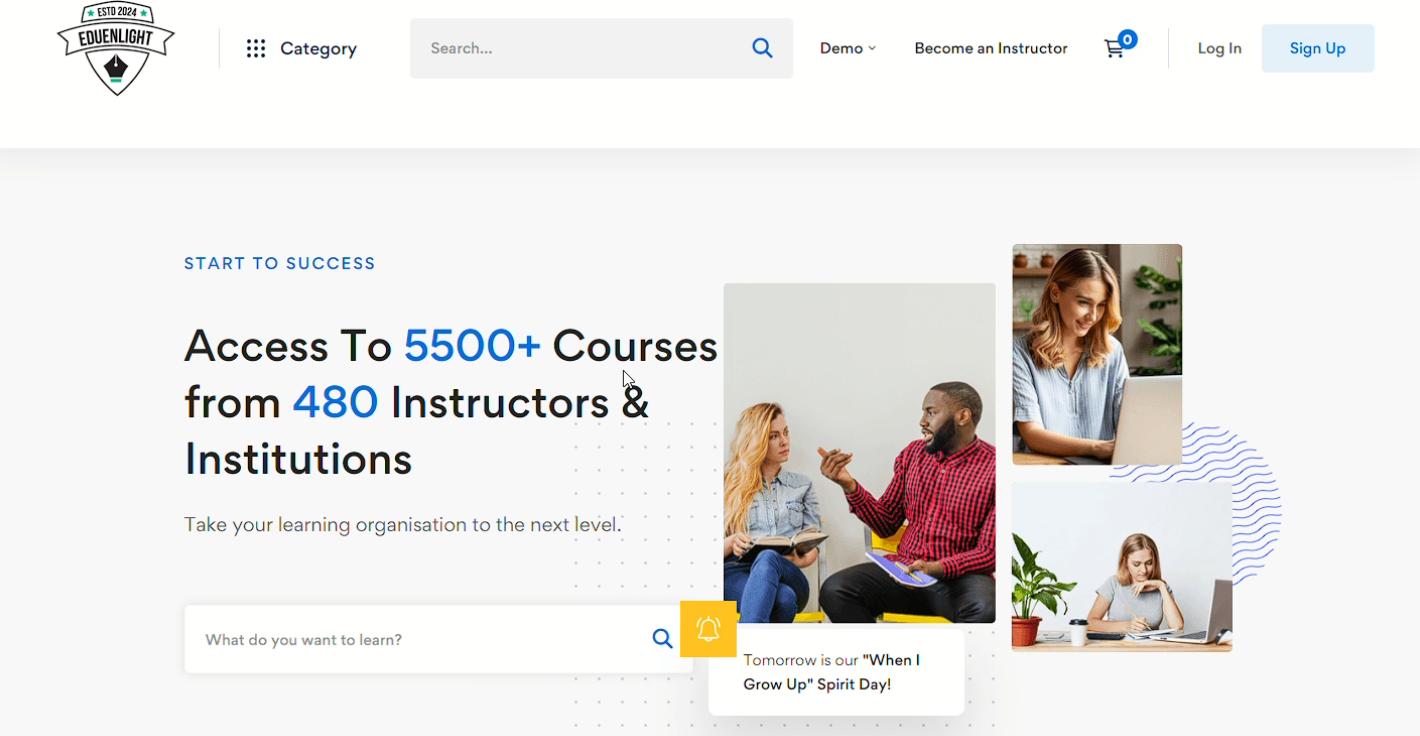 ESTD 2024
EDUENLIGHT
Category
Search...
Demo
Become an Instructor
0
Log In
Sign Up
START TO SUCCESS
Access To 5500+ Courses
from 480 Instructors &
Institutions
Take your learning organisation to the next level.
What do you want to learn?
Tomorrow is our "When I
Grow Up" Spirit Day!